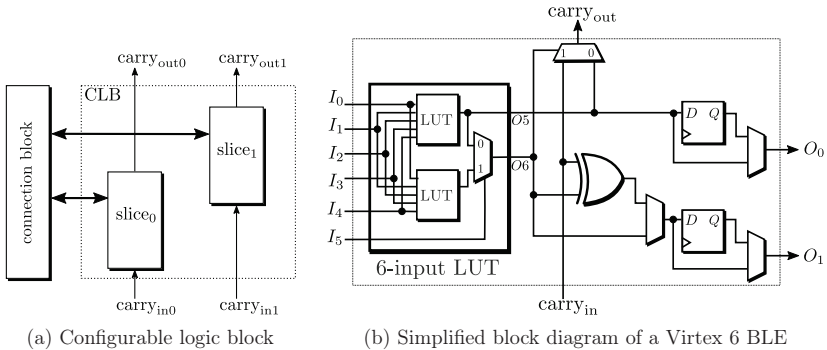 carry_out0
carry_out1
CLB
connection block
slice_1
slice_0
carry_in0
carry_in1
(a) Configurable logic block
carry_out
1 0
I_0
I_1
I_2
I_3
I_4
I_5
LUT
LUT
0
1
O5
O6
6-input LUT
carry_in
D Q
O_0
D Q
O_1
(b) Simplified block diagram of a Virtex 6 BLE